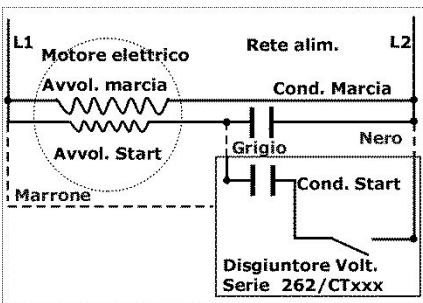 L1
L2
Motore elettrico
Rete alim.
Avvol. marcia
Cond. Marcia
Avvol. Start
Grigio
Nero
Cond. Start
Marrone
Disgiuntore Volt.
Serie 262/CTxxx